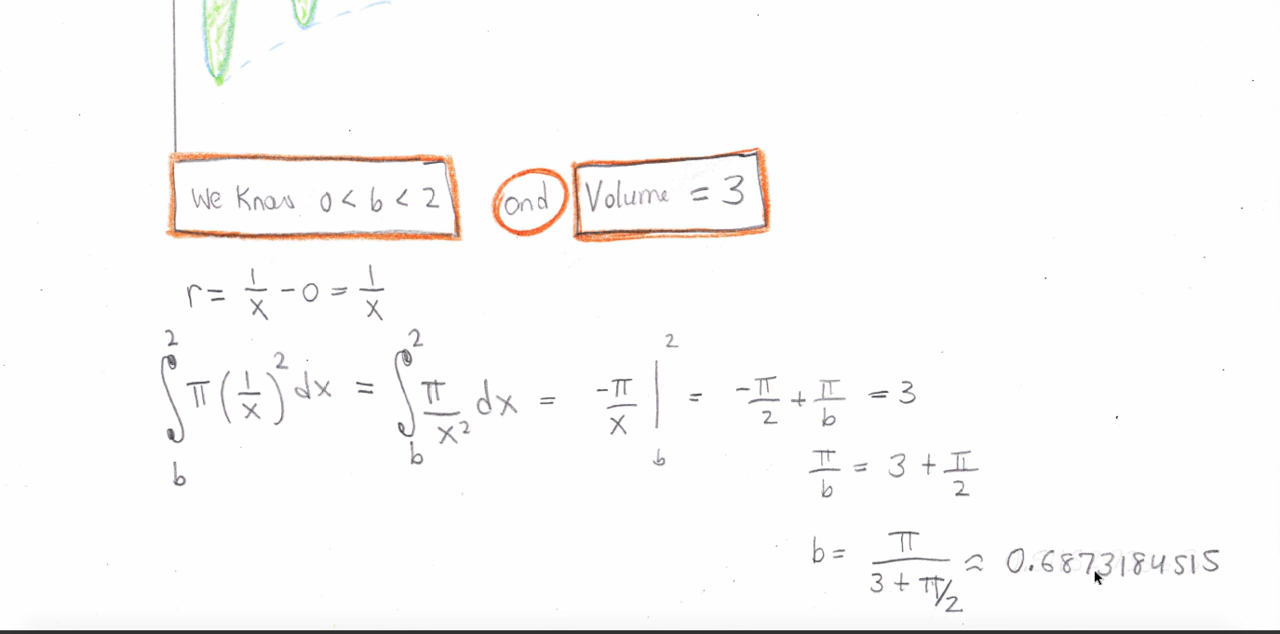 We Know 0 < b < 2 and Volume = 3
r = 1/x - 0 = 1/x
∫_b^2 π(1/x)^2 dx = ∫_b^2 π/x^2 dx = -π/x |_b^2 = -π/2 + π/b = 3
π/b = 3 + π/2
b = π/(3 + π/2) ≈ 0.6873184515